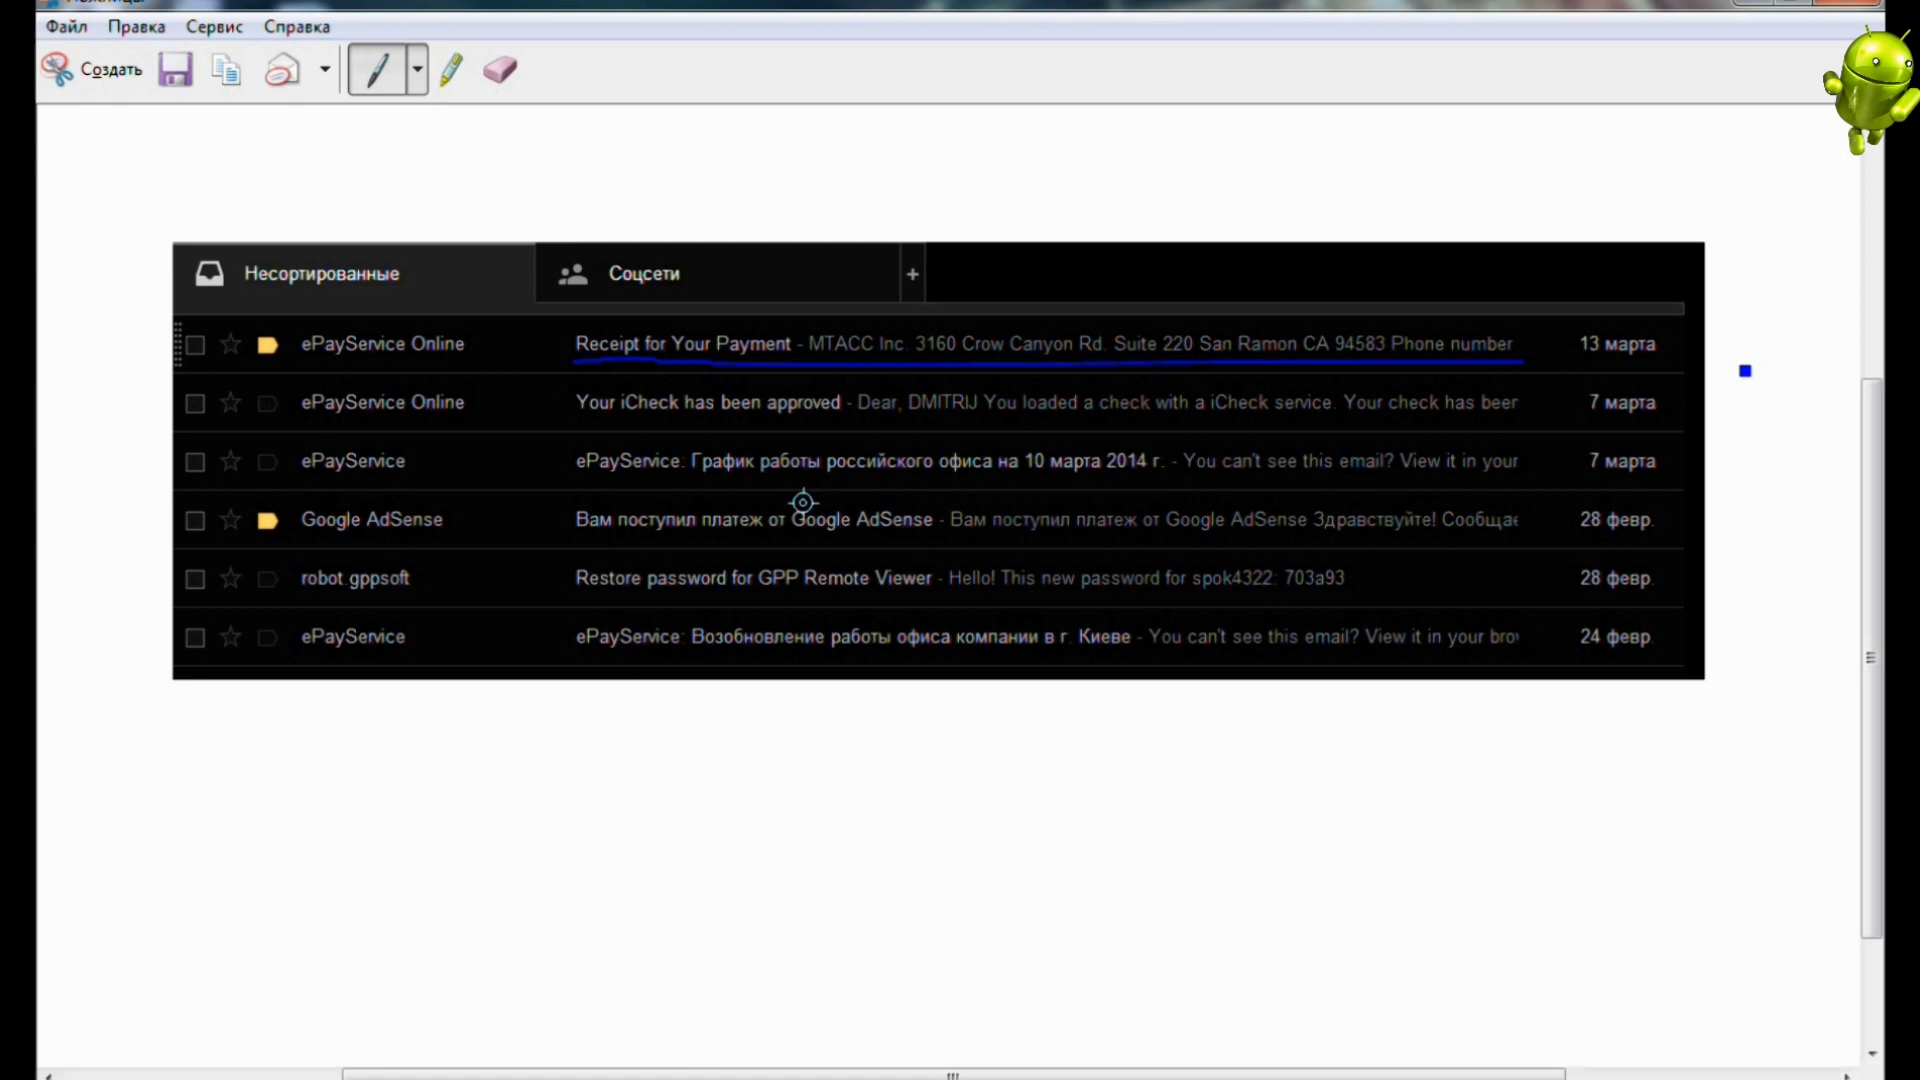 Файл Правка Сервис Справка
Создать
Несортированные Соцсети +
ePayService Online Receipt for Your Payment - MTACC Inc. 3160 Crow Canyon Rd. Suite 220 San Ramon CA 94583 Phone number 13 марта
ePayService Online Your iCheck has been approved - Dear, DMITRIJ You loaded a check with a iCheck service. Your check has been 7 марта
ePayService ePayService: График работы российского офиса на 10 марта 2014 г. - You can't see this email? View it in your 7 марта
Google AdSense Вам поступил платеж от Google AdSense - Вам поступил платеж от Google AdSense Здравствуйте! Сообщае 28 февр.
robot.gppsoft Restore password for GPP Remote Viewer - Hello! This new password for spok4322: 703a93 28 февр.
ePayService ePayService: Возобновление работы офиса компании в г. Киеве - You can't see this email? View it in your brow 24 февр.